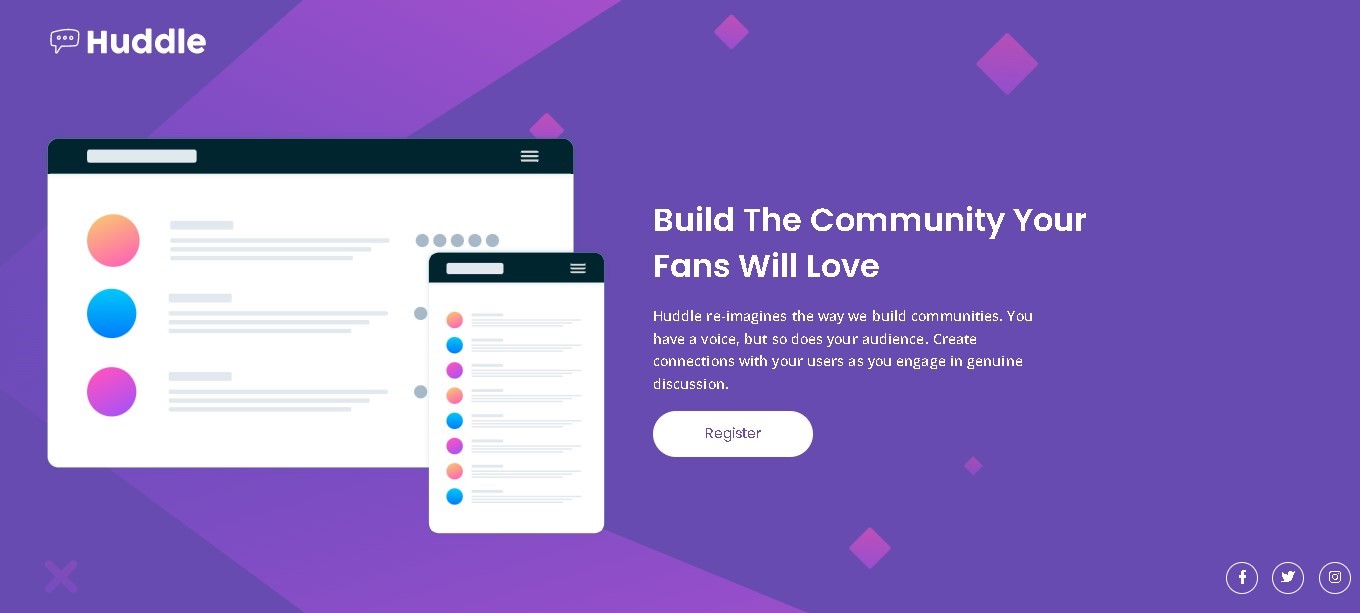 Huddle
Build The Community Your
Fans Will Love
Huddle re-imagines the way we build communities. You
have a voice, but so does your audience. Create
connections with your users as you engage in genuine
discussion.
Register